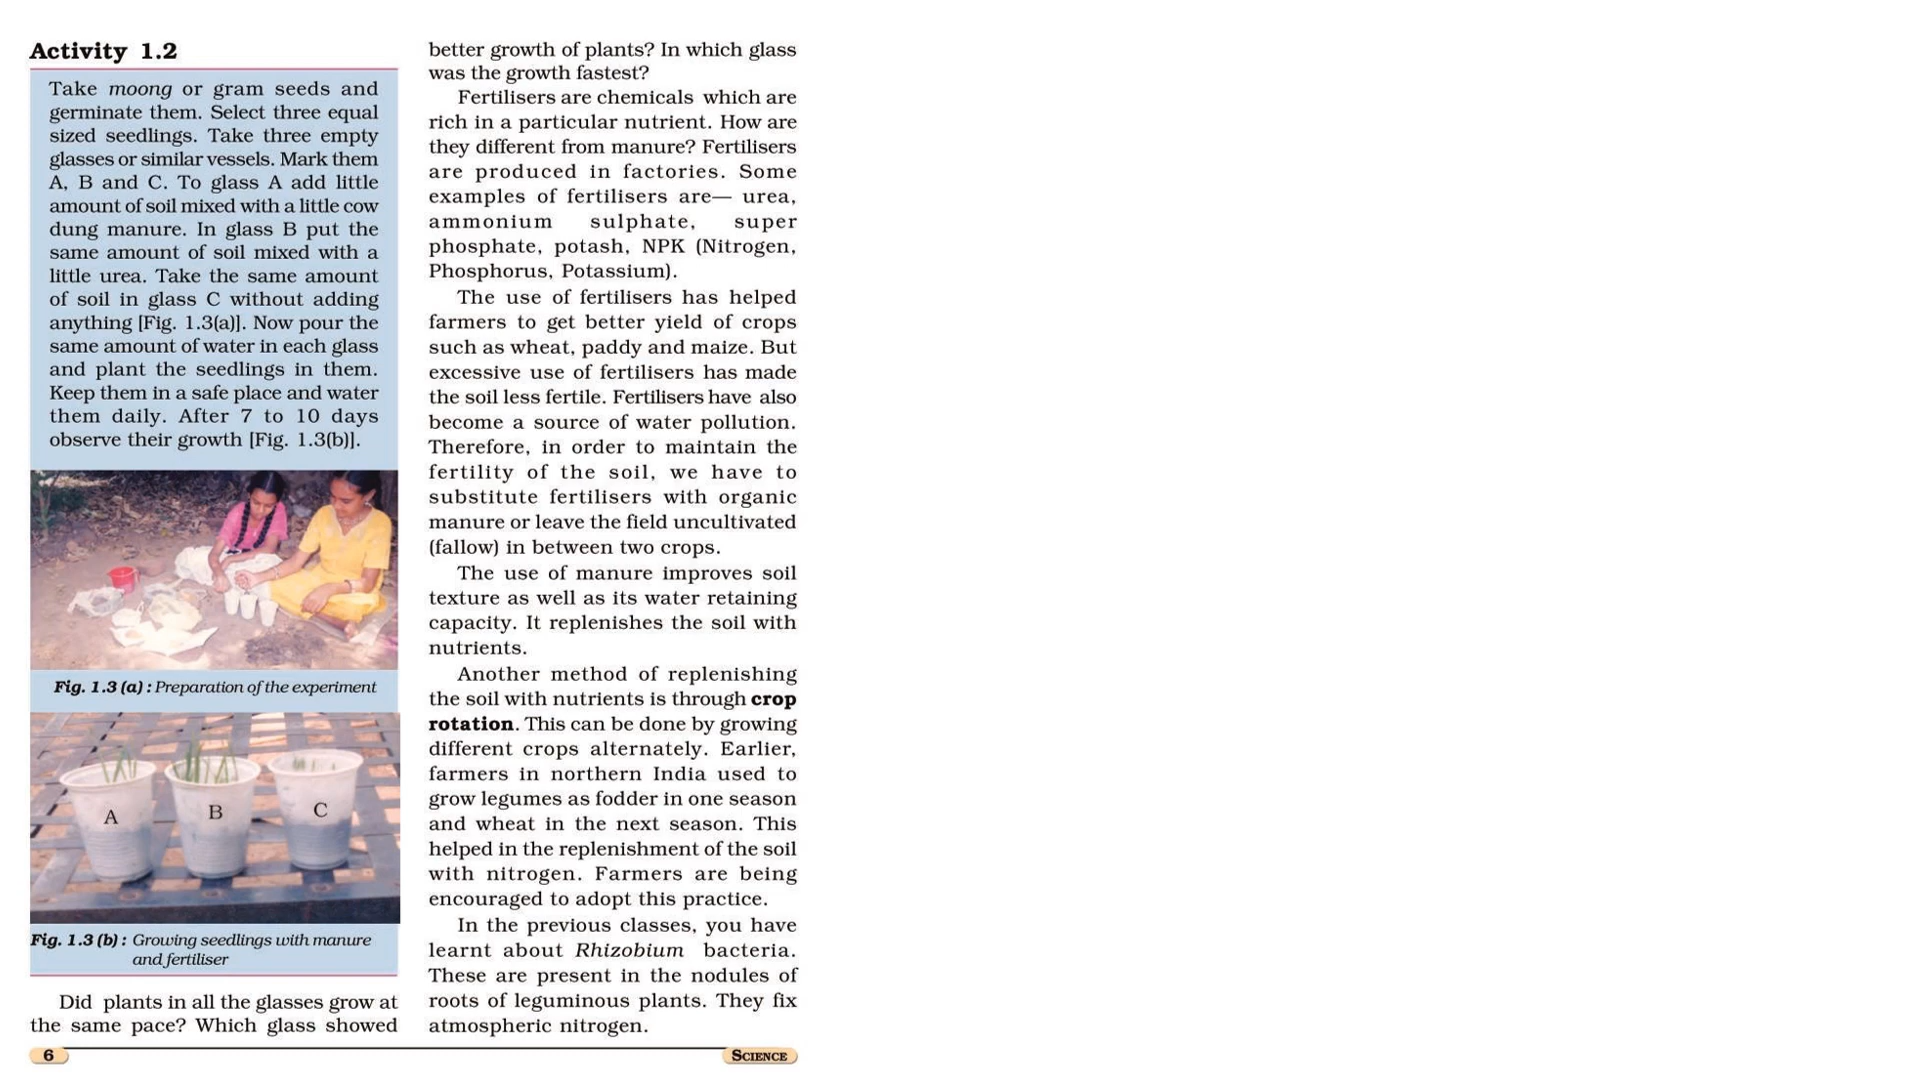 Activity 1.2
Take moong or gram seeds and
germinate them. Select three equal
sized seedlings. Take three empty
glasses or similar vessels. Mark them
A, B and C. To glass A add little
amount of soil mixed with a little cow
dung manure. In glass B put the
same amount of soil mixed with a
little urea. Take the same amount
of soil in glass C without adding
anything [Fig. 1.3(a)]. Now pour the
same amount of water in each glass
and plant the seedlings in them.
Keep them in a safe place and water
them daily. After 7 to 10 days
observe their growth [Fig. 1.3(b)].
Fig. 1.3 (a) : Preparation of the experiment
A
B
C
Fig. 1.3 (b) : Growing seedlings with manure
and fertiliser
Did plants in all the glasses grow at
the same pace? Which glass showed
better growth of plants? In which glass
was the growth fastest?
Fertilisers are chemicals which are
rich in a particular nutrient. How are
they different from manure? Fertilisers
are produced in factories. Some
examples of fertilisers are— urea,
ammonium sulphate, super
phosphate, potash, NPK (Nitrogen,
Phosphorus, Potassium).
The use of fertilisers has helped
farmers to get better yield of crops
such as wheat, paddy and maize. But
excessive use of fertilisers has made
the soil less fertile. Fertilisers have also
become a source of water pollution.
Therefore, in order to maintain the
fertility of the soil, we have to
substitute fertilisers with organic
manure or leave the field uncultivated
(fallow) in between two crops.
The use of manure improves soil
texture as well as its water retaining
capacity. It replenishes the soil with
nutrients.
Another method of replenishing
the soil with nutrients is through crop
rotation. This can be done by growing
different crops alternately. Earlier,
farmers in northern India used to
grow legumes as fodder in one season
and wheat in the next season. This
helped in the replenishment of the soil
with nitrogen. Farmers are being
encouraged to adopt this practice.
In the previous classes, you have
learnt about Rhizobium bacteria.
These are present in the nodules of
roots of leguminous plants. They fix
atmospheric nitrogen.
6
SCIENCE